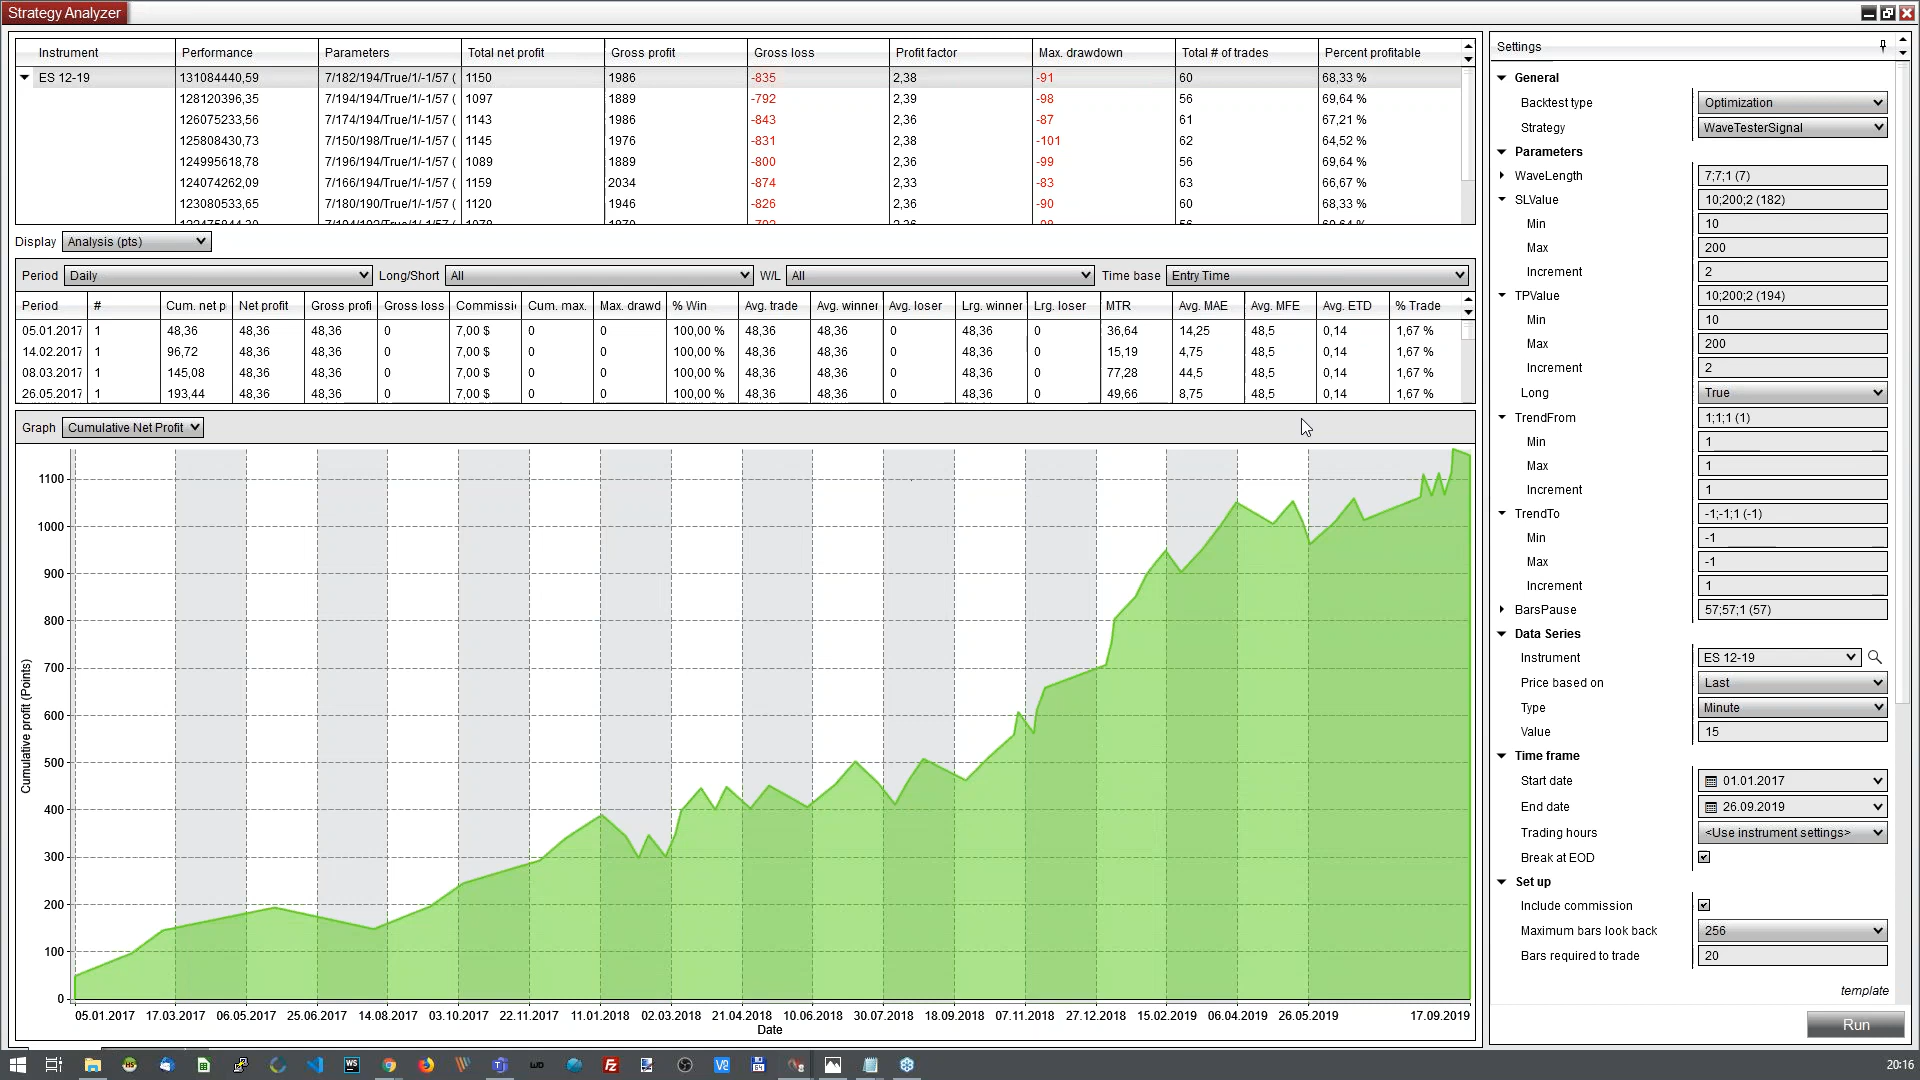 Strategy Analyzer
Instrument Performance Parameters Total net profit Gross profit Gross loss Profit factor Max. drawdown Total # of trades Percent profitable
ES 12-19 131084440,59 7/182/194/True/1/-1/57 ( 1150 1986 -835 2,38 -91 60 68,33 %
128120396,35 7/194/194/True/1/-1/57 ( 1097 1889 -792 2,39 -98 56 69,64 %
126075233,56 7/174/194/True/1/-1/57 ( 1143 1986 -843 2,36 -87 61 67,21 %
125808430,73 7/150/198/True/1/-1/57 ( 1145 1976 -831 2,38 -101 62 64,52 %
124995618,78 7/196/194/True/1/-1/57 ( 1089 1889 -800 2,36 -99 56 69,64 %
124074262,09 7/166/194/True/1/-1/57 ( 1159 2034 -874 2,33 -83 63 66,67 %
123080533,65 7/180/190/True/1/-1/57 ( 1120 1946 -826 2,36 -90 60 68,33 %
Display Analysis (pts)
Period Daily Long/Short All W/L All Time base Entry Time
Period # Cum. net p Net profit Gross profi Gross loss Commissi Cum. max. Max. drawd % Win Avg. trade Avg. winner Avg. loser Lrg. winner Lrg. loser MTR Avg. MAE Avg. MFE Avg. ETD % Trade
05.01.2017 1 48,36 48,36 48,36 0 7,00 $ 0 0 100,00 % 48,36 48,36 0 48,36 0 36,64 14,25 48,5 0,14 1,67 %
14.02.2017 1 96,72 48,36 48,36 0 7,00 $ 0 0 100,00 % 48,36 48,36 0 48,36 0 15,19 4,75 48,5 0,14 1,67 %
08.03.2017 1 145,08 48,36 48,36 0 7,00 $ 0 0 100,00 % 48,36 48,36 0 48,36 0 77,28 44,5 48,5 0,14 1,67 %
26.05.2017 1 193,44 48,36 48,36 0 7,00 $ 0 0 100,00 % 48,36 48,36 0 48,36 0 49,66 8,75 48,5 0,14 1,67 %
Graph Cumulative Net Profit
Cumulative profit (Points)
1100
1000
900
800
700
600
500
400
300
200
100
0
05.01.2017 17.03.2017 06.05.2017 25.06.2017 14.08.2017 03.10.2017 22.11.2017 11.01.2018 02.03.2018 21.04.2018 10.06.2018 30.07.2018 18.09.2018 07.11.2018 27.12.2018 15.02.2019 06.04.2019 26.05.2019 17.09.2019
Date
Settings
General
Backtest type Optimization
Strategy WaveTesterSignal
Parameters
WaveLength 7;7;1 (7)
SLValue 10;200;2 (182)
Min 10
Max 200
Increment 2
TPValue 10;200;2 (194)
Min 10
Max 200
Increment 2
Long True
TrendFrom 1;1;1 (1)
Min 1
Max 1
Increment 1
TrendTo -1;-1;1 (-1)
Min -1
Max -1
Increment 1
BarsPause 57;57;1 (57)
Data Series
Instrument ES 12-19
Price based on Last
Type Minute
Value 15
Time frame
Start date 01.01.2017
End date 26.09.2019
Trading hours <Use instrument settings>
Break at EOD
Set up
Include commission
Maximum bars look back 256
Bars required to trade 20
template
Run
20:16